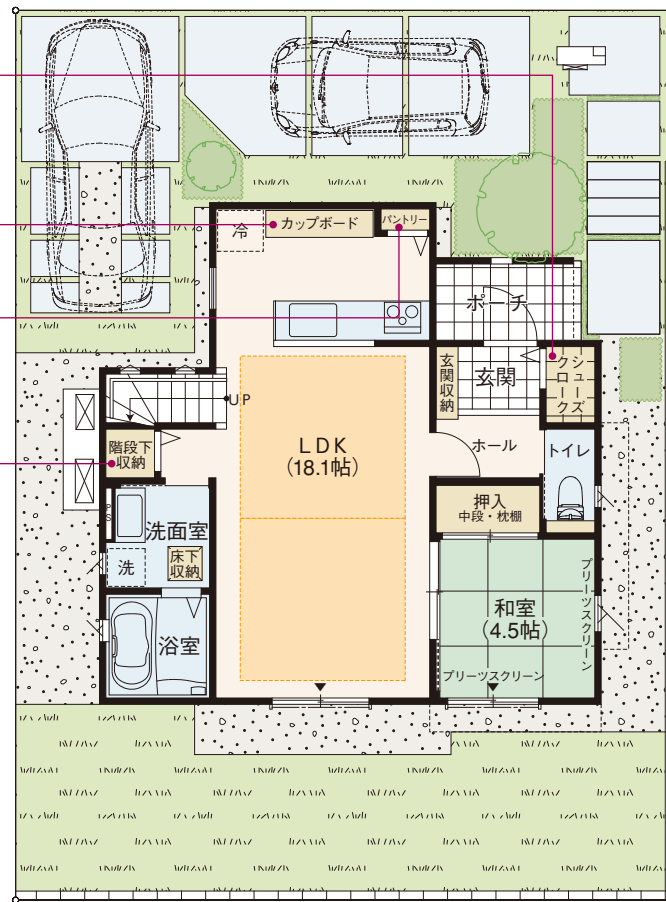 カップボード
パントリー
冷
ポーチ
玄関
玄関収納
シューズ
クローク
UP
LDK
(18.1帖)
ホール
トイレ
階段下
収納
押入
中段・枕棚
PS
洗面室
洗
床下
収納
和室
(4.5帖)
プリーツスクリーン
浴室
プリーツスクリーン